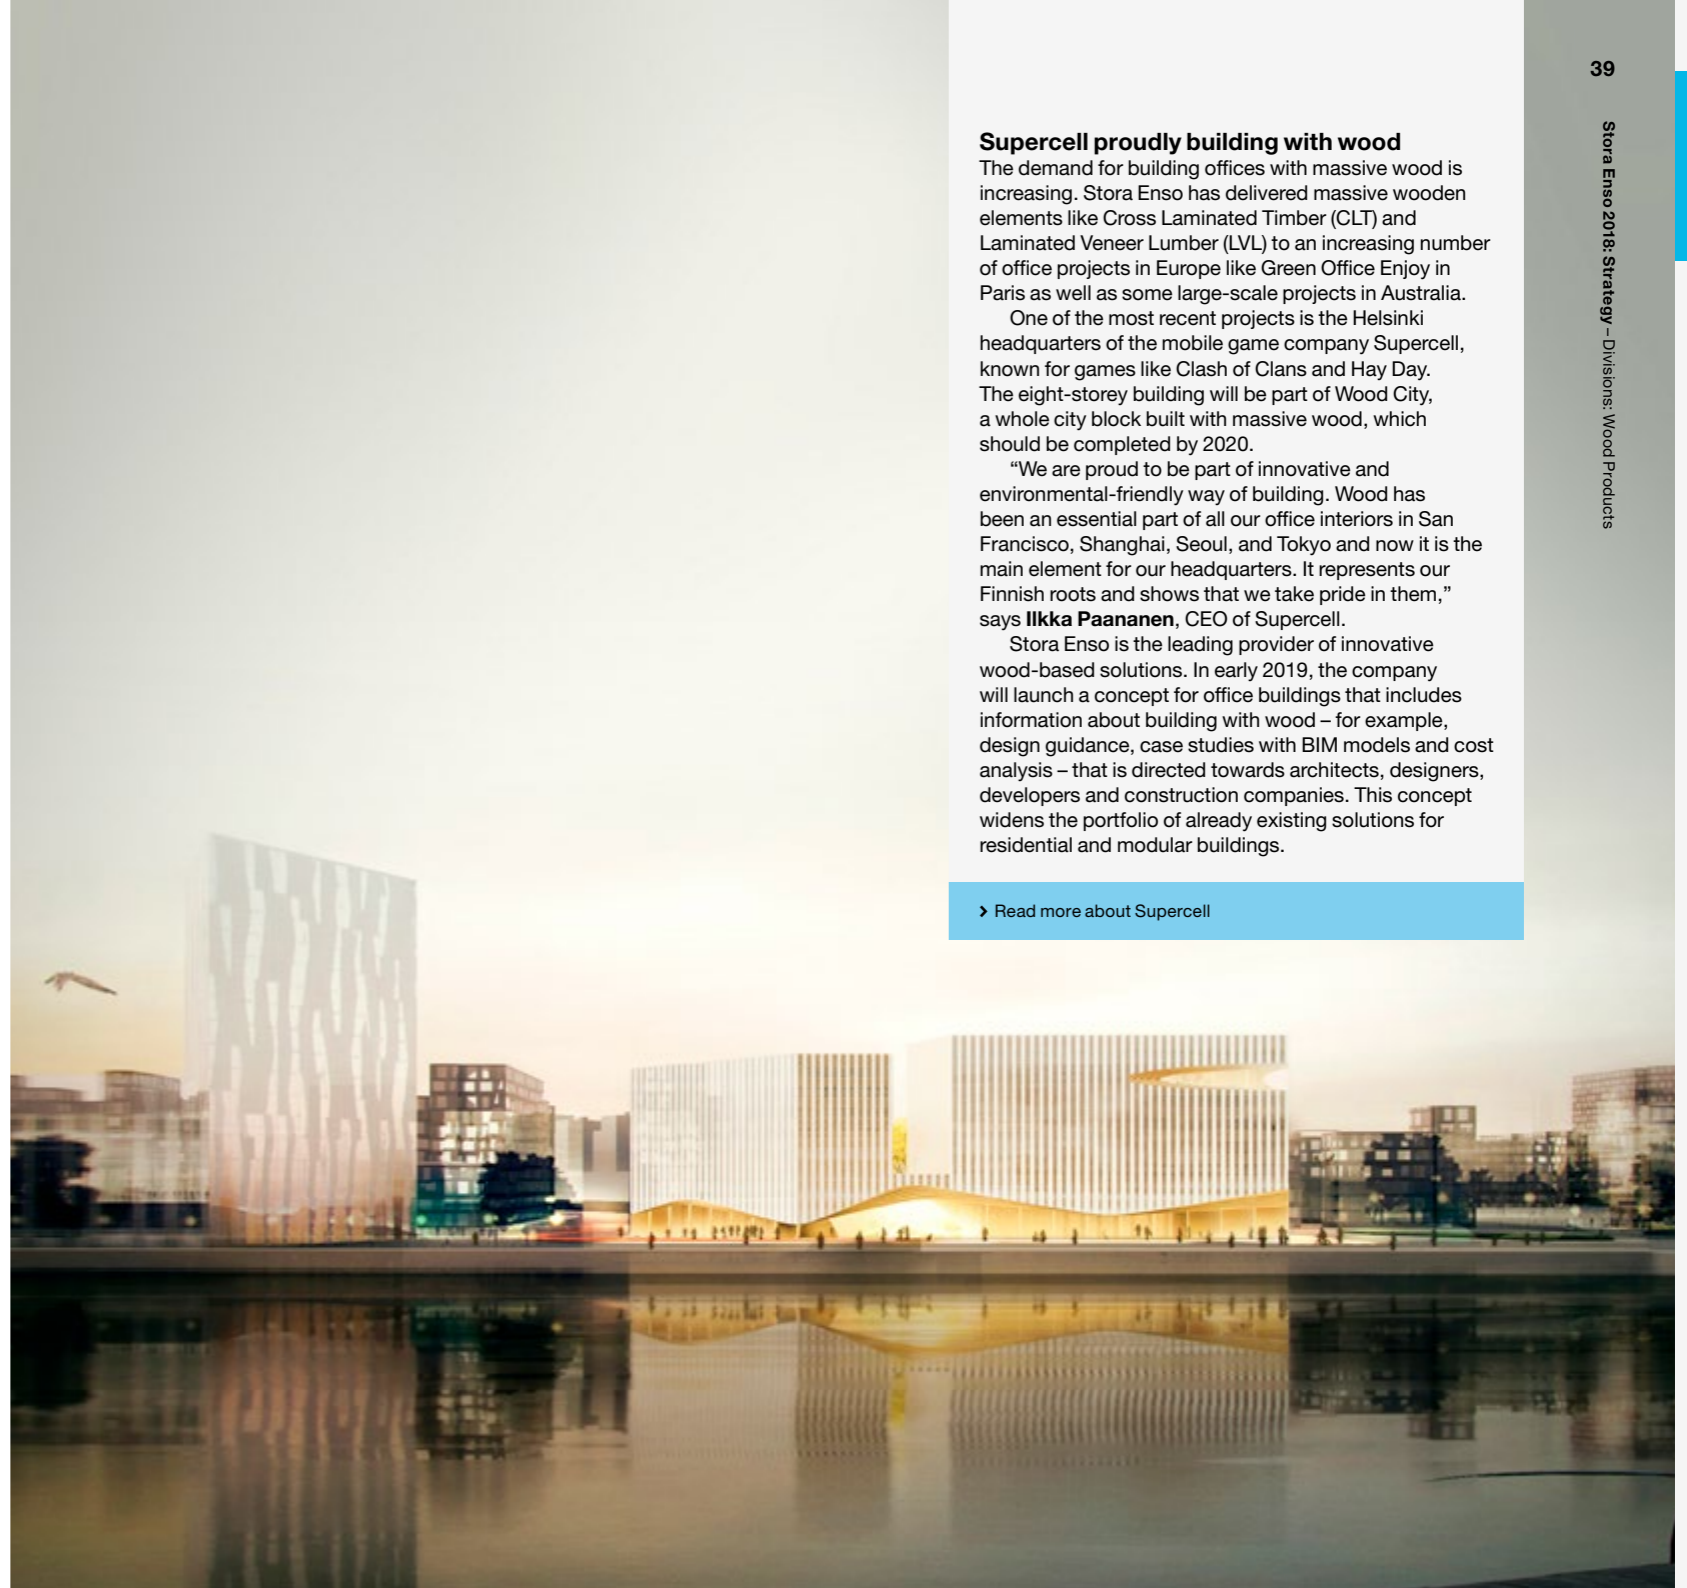 39
Stora Enso 2018: Strategy – Divisions: Wood Products
Supercell proudly building with wood
The demand for building offices with massive wood is
increasing. Stora Enso has delivered massive wooden
elements like Cross Laminated Timber (CLT) and
Laminated Veneer Lumber (LVL) to an increasing number
of office projects in Europe like Green Office Enjoy in
Paris as well as some large-scale projects in Australia.
One of the most recent projects is the Helsinki
headquarters of the mobile game company Supercell,
known for games like Clash of Clans and Hay Day.
The eight-storey building will be part of Wood City,
a whole city block built with massive wood, which
should be completed by 2020.
“We are proud to be part of innovative and
environmental-friendly way of building. Wood has
been an essential part of all our office interiors in San
Francisco, Shanghai, Seoul, and Tokyo and now it is the
main element for our headquarters. It represents our
Finnish roots and shows that we take pride in them,”
says Ilkka Paananen, CEO of Supercell.
Stora Enso is the leading provider of innovative
wood-based solutions. In early 2019, the company
will launch a concept for office buildings that includes
information about building with wood – for example,
design guidance, case studies with BIM models and cost
analysis – that is directed towards architects, designers,
developers and construction companies. This concept
widens the portfolio of already existing solutions for
residential and modular buildings.
› Read more about Supercell